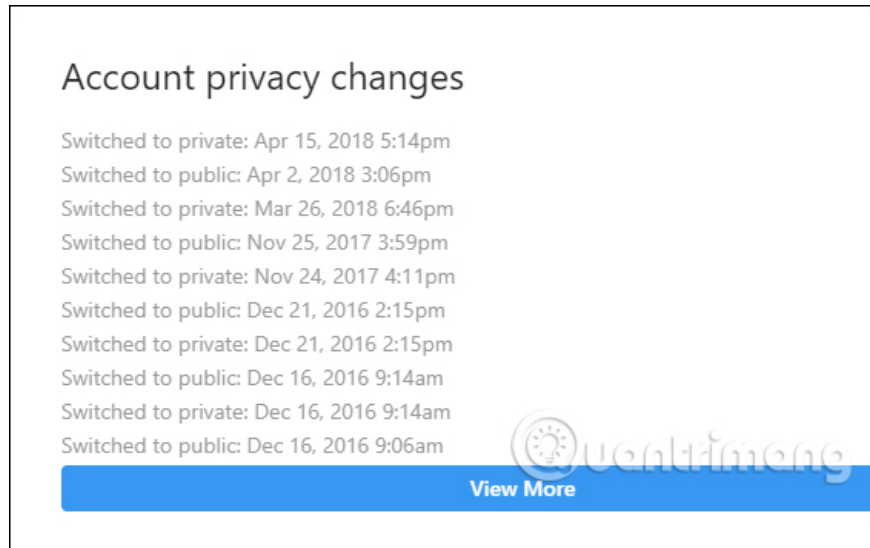 Account privacy changes
Switched to private: Apr 15, 2018 5:14pm
Switched to public: Apr 2, 2018 3:06pm
Switched to private: Mar 26, 2018 6:46pm
Switched to public: Nov 25, 2017 3:59pm
Switched to private: Nov 24, 2017 4:11pm
Switched to public: Dec 21, 2016 2:15pm
Switched to private: Dec 21, 2016 2:15pm
Switched to public: Dec 16, 2016 9:14am
Switched to private: Dec 16, 2016 9:14am
Switched to public: Dec 16, 2016 9:06am
Quantrimang
View More